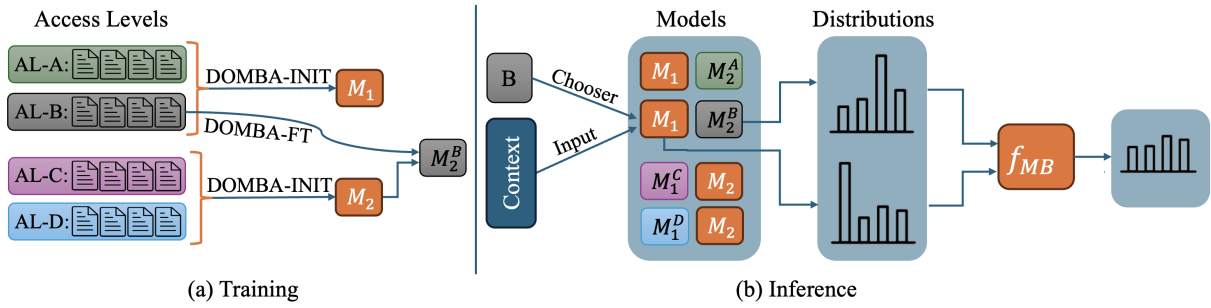 Access Levels
AL-A:
AL-B:
AL-C:
AL-D:
DOMBA-INIT
M₁
DOMBA-FT
M₂ᴮ
DOMBA-INIT
M₂
(a) Training
Models
Distributions
B
Chooser
Context
Input
M₁ M₂ᴬ
M₁ M₂ᴮ
M₁ᶜ M₂
M₁ᴰ M₂
f_MB
(b) Inference